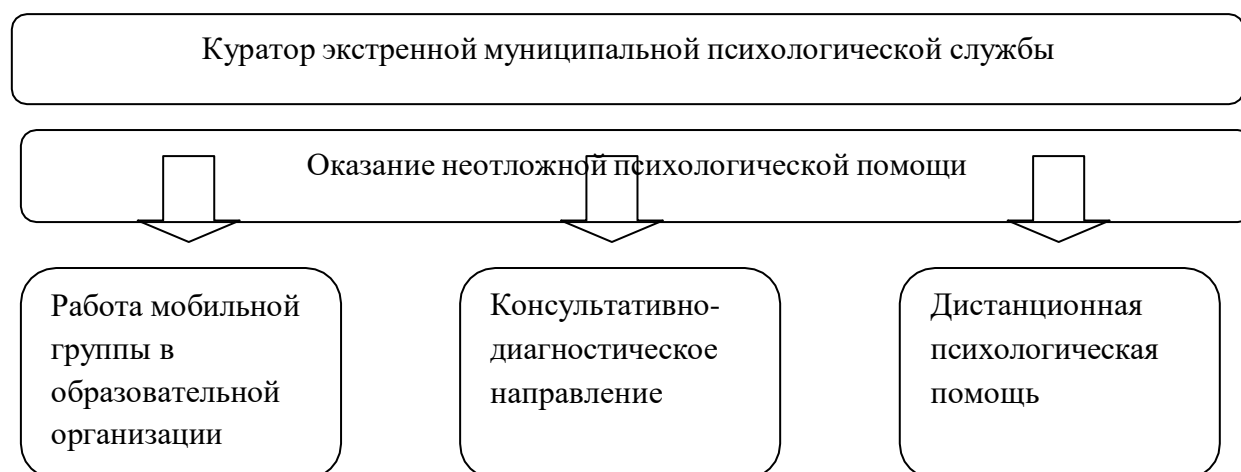 Куратор экстренной муниципальной психологической службы
Оказание неотложной психологической помощи
Работа мобильной
группы в
образовательной
организации
Консультативно-
диагностическое
направление
Дистанционная
психологическая
помощь